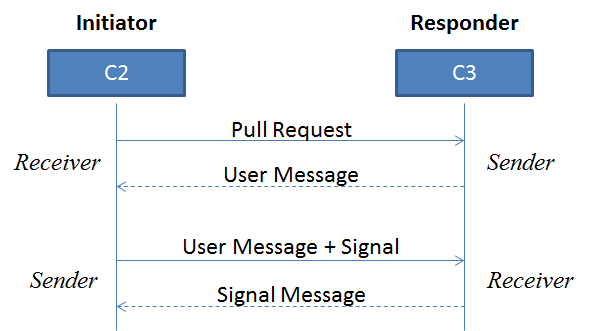 Initiator
Responder
C2
C3
Pull Request
Receiver
Sender
User Message
User Message + Signal
Sender
Receiver
Signal Message